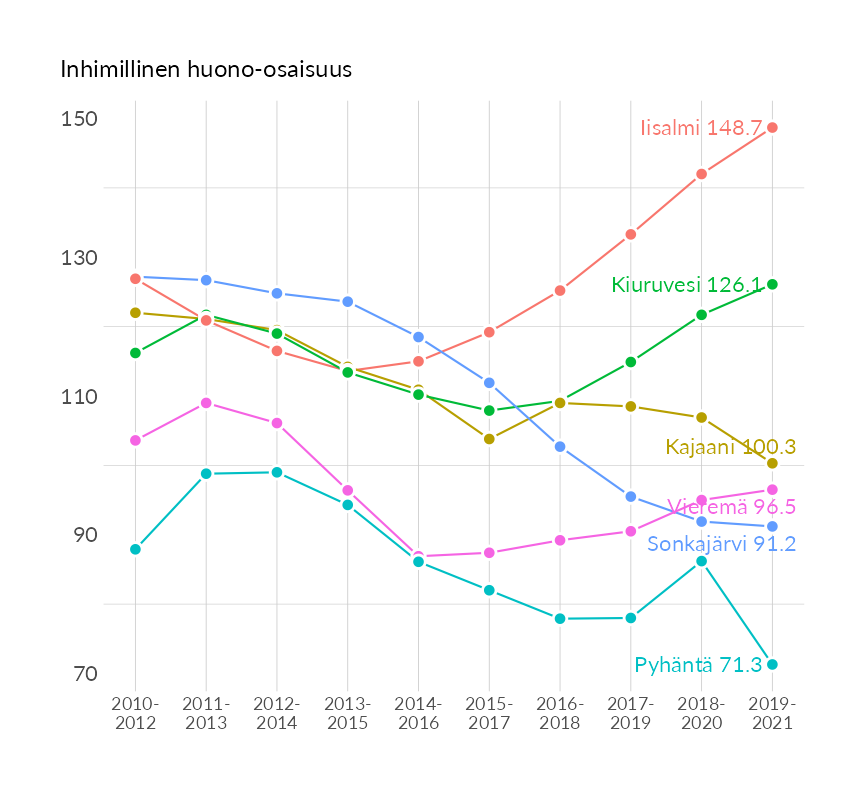 Inhimillinen huono-osaisuus
150
130
110
90
70
Iisalmi 148.7
Kiuruvesi 126.1
Kajaani 100.3
Vieremä 96.5
Sonkajärvi 91.2
Pyhäntä 71.3
2010- 2011- 2012- 2013- 2014- 2015- 2016- 2017- 2018- 2019-
2012 2013 2014 2015 2016 2017 2018 2019 2020 2021